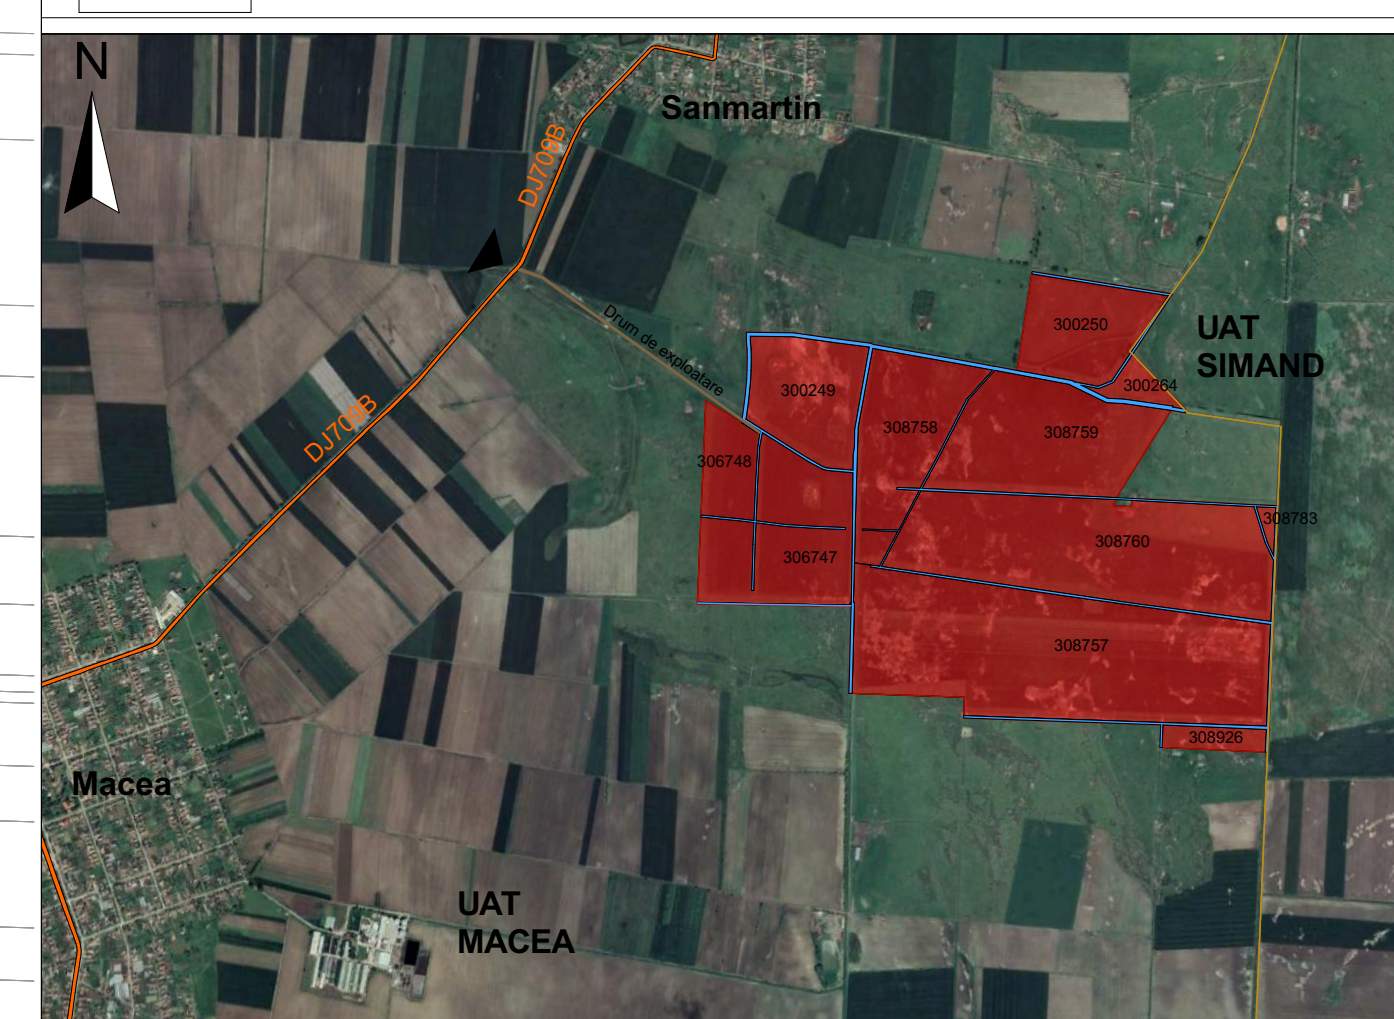 N
Sanmartin
DJ709B
Drum de exploatare
300250
UAT
SIMAND
300264
300249
308758
308759
DJ709B
306748
308783
308760
306747
308757
308926
Macea
UAT
MACEA